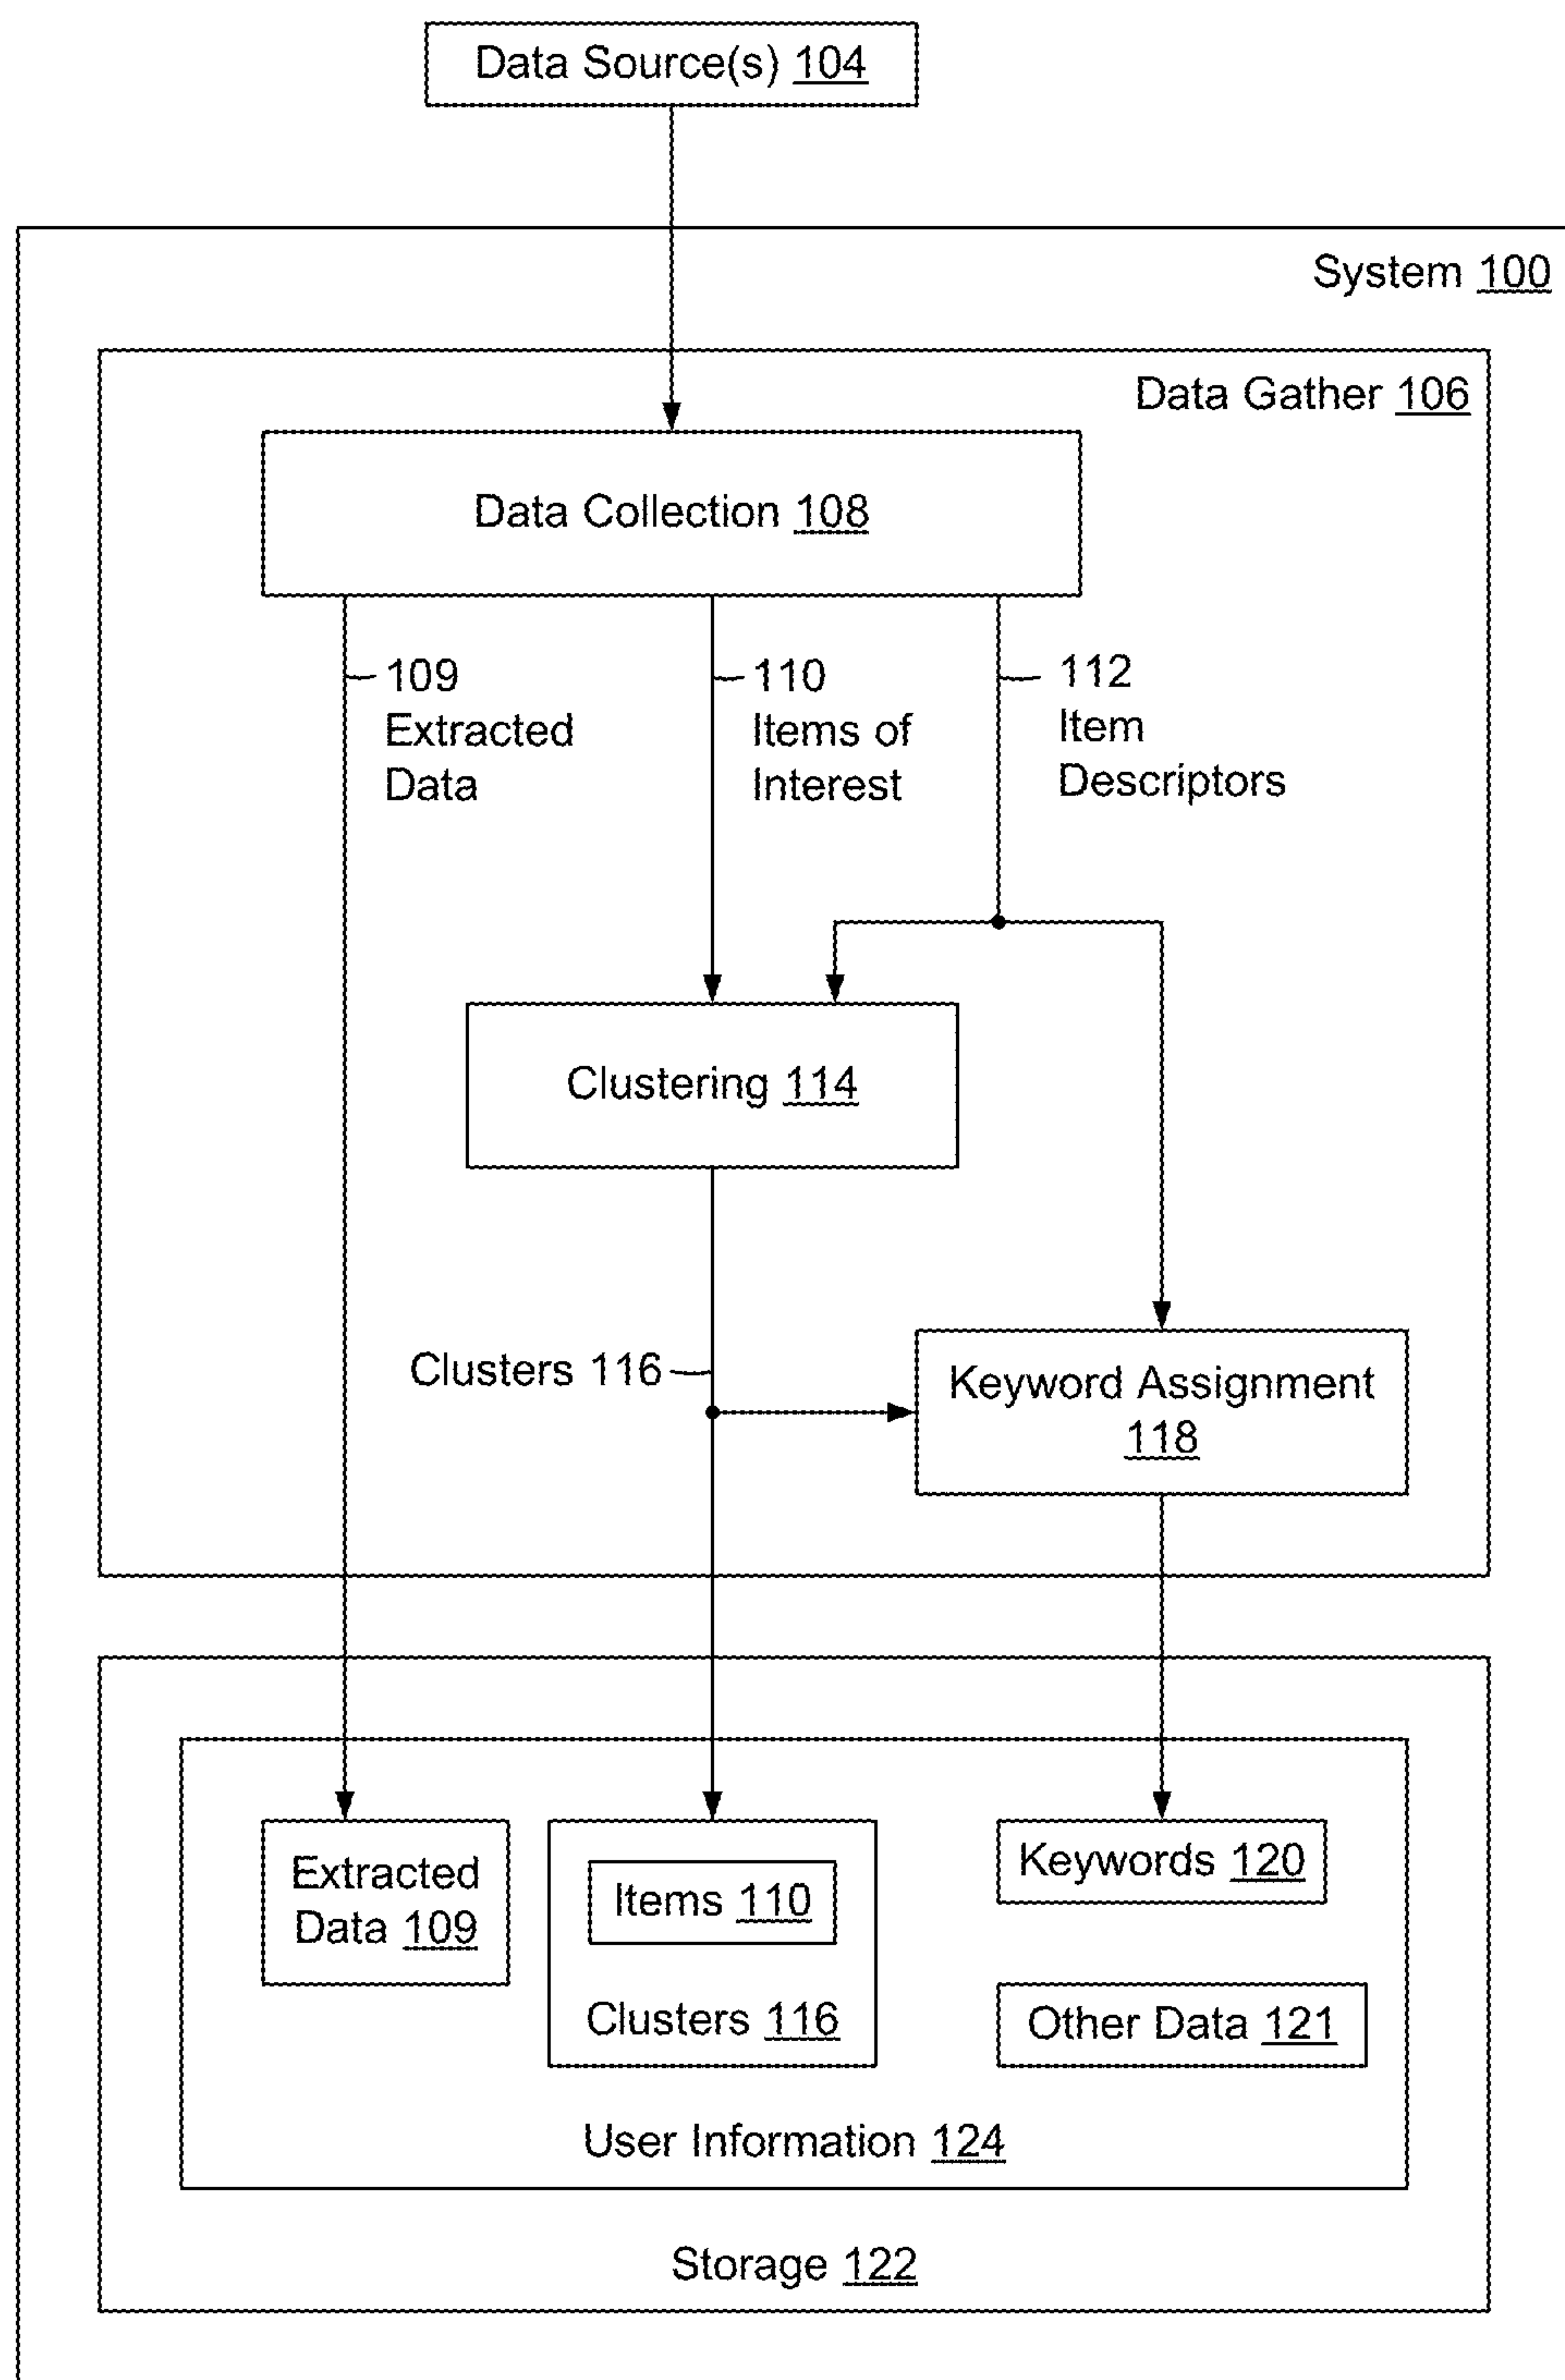 Data Source(s) 104
System 100
Data Gather 106
Data Collection 108
109
Extracted
Data
110
Items of
Interest
112
Item
Descriptors
Clustering 114
Clusters 116
Keyword Assignment
118
Extracted
Data 109
Items 110
Clusters 116
Keywords 120
Other Data 121
User Information 124
Storage 122